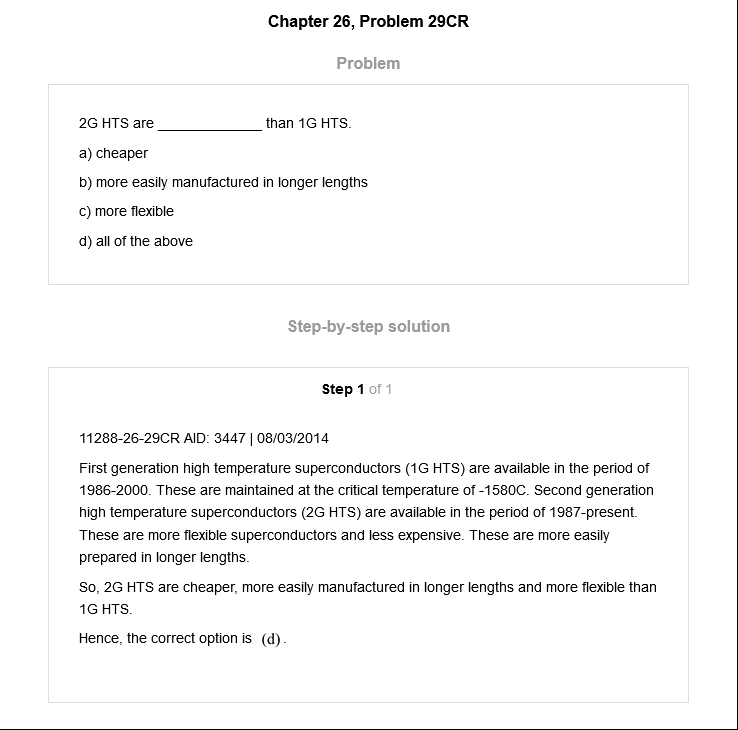 Chapter 26, Problem 29CR
Problem
2G HTS are _____________ than 1G HTS.
a) cheaper
b) more easily manufactured in longer lengths
c) more flexible
d) all of the above
Step-by-step solution
Step 1 of 1
11288-26-29CR AID: 3447 | 08/03/2014
First generation high temperature superconductors (1G HTS) are available in the period of
1986-2000. These are maintained at the critical temperature of -1580C. Second generation
high temperature superconductors (2G HTS) are available in the period of 1987-present.
These are more flexible superconductors and less expensive. These are more easily
prepared in longer lengths.
So, 2G HTS are cheaper, more easily manufactured in longer lengths and more flexible than
1G HTS.
Hence, the correct option is (d).